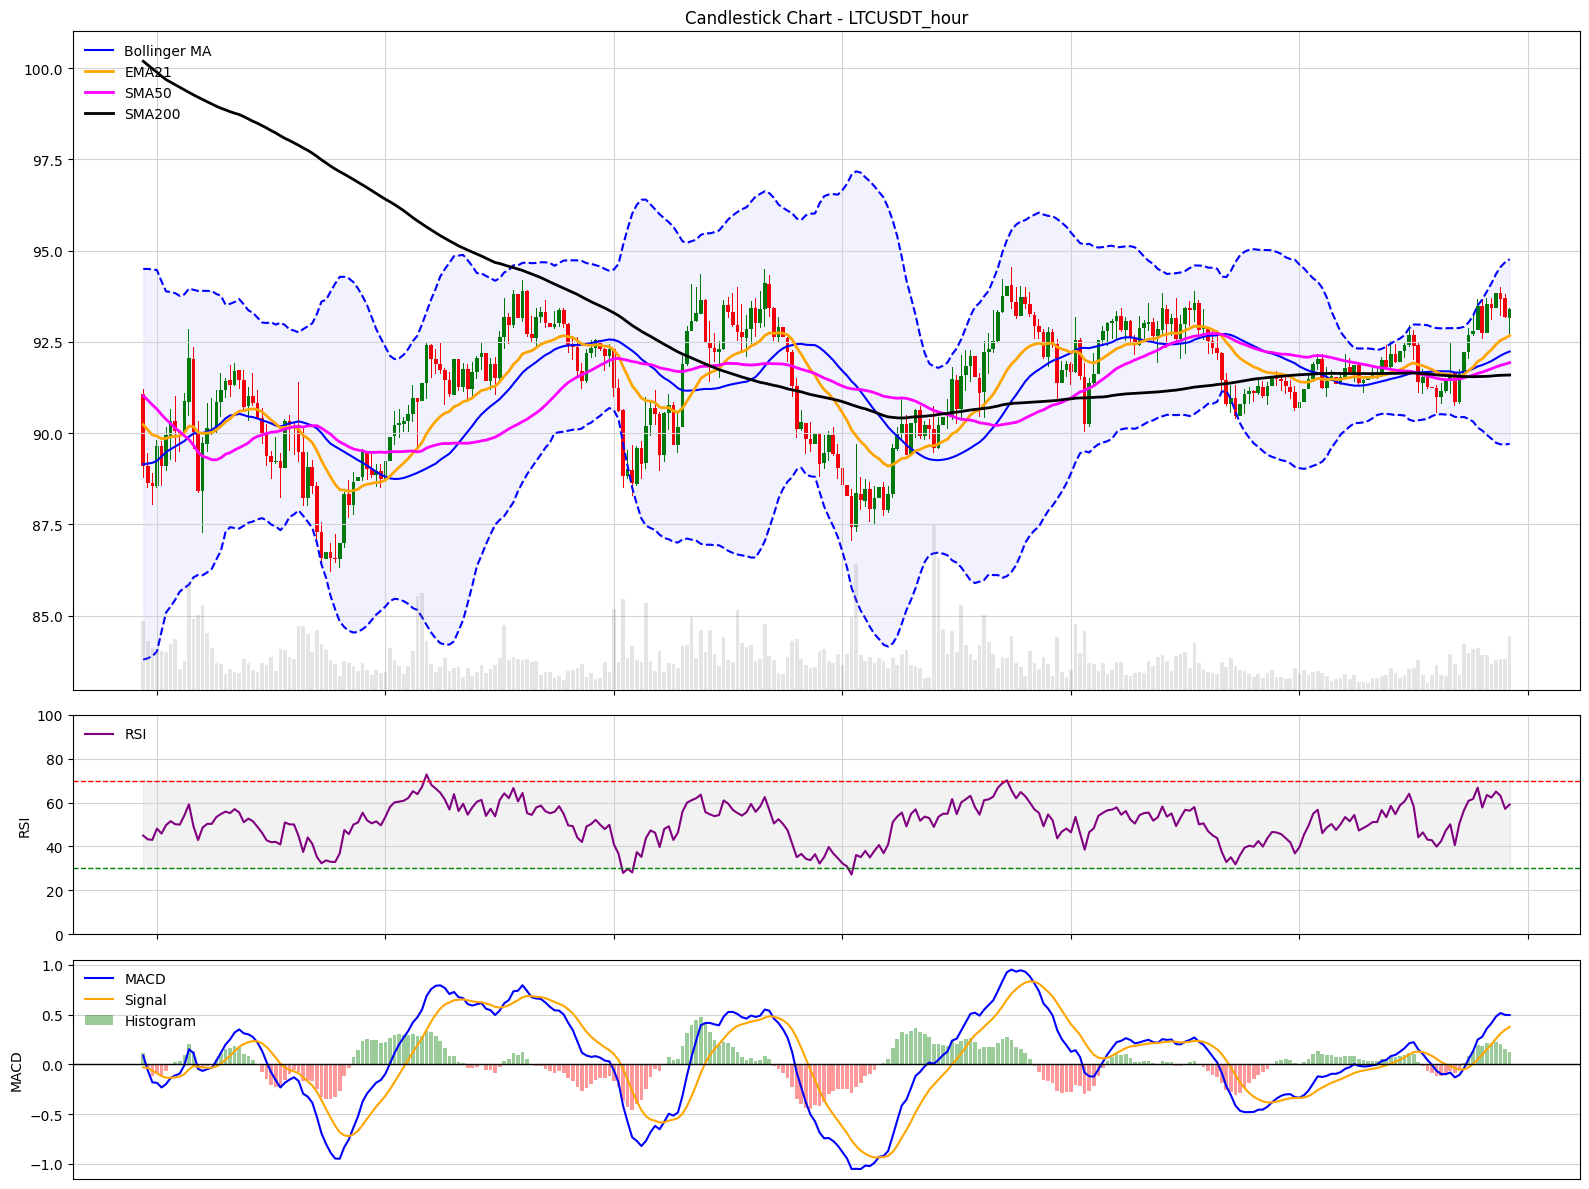 Candlestick Chart - LTCUSDT_hour
Bollinger MA
EMA21
SMA50
SMA200
100.0
97.5
95.0
92.5
90.0
87.5
85.0
RSI
100
80
60
40
20
0
RSI
MACD
Signal
Histogram
1.0
0.5
0.0
−0.5
−1.0
MACD